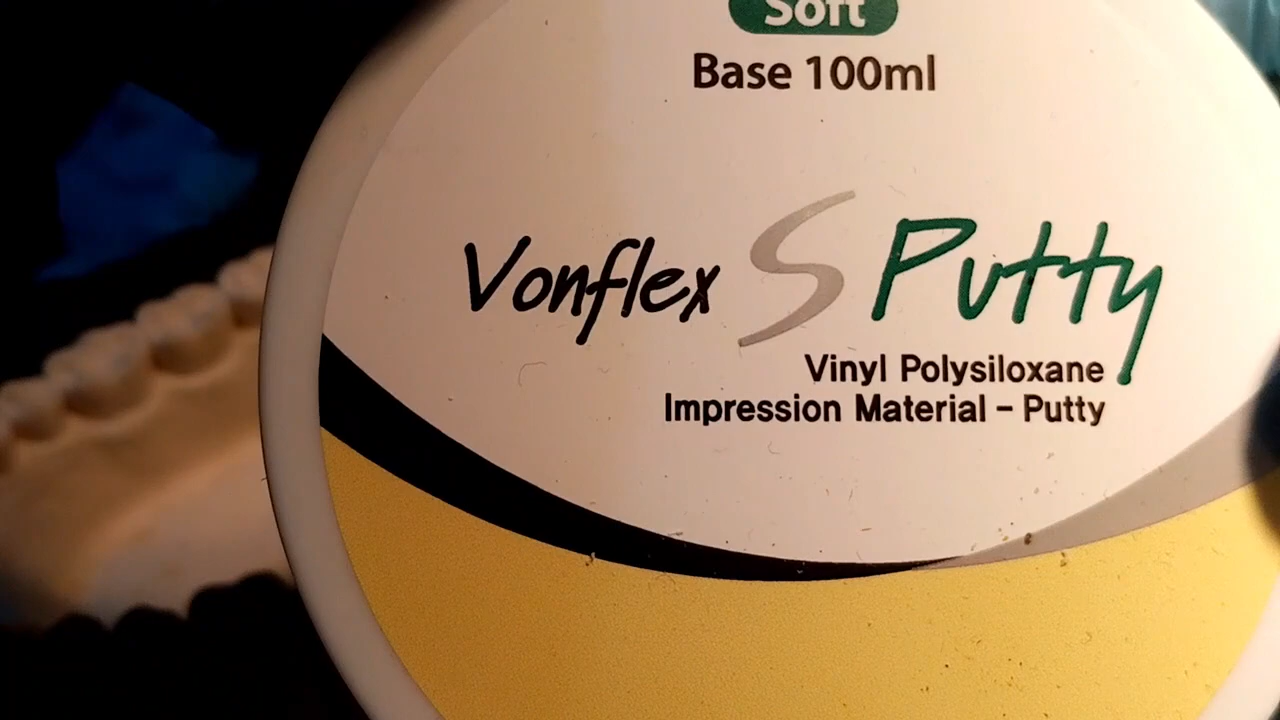 Soft
Base 100ml
Vonflex S Putty
Vinyl Polysiloxane
Impression Material – Putty